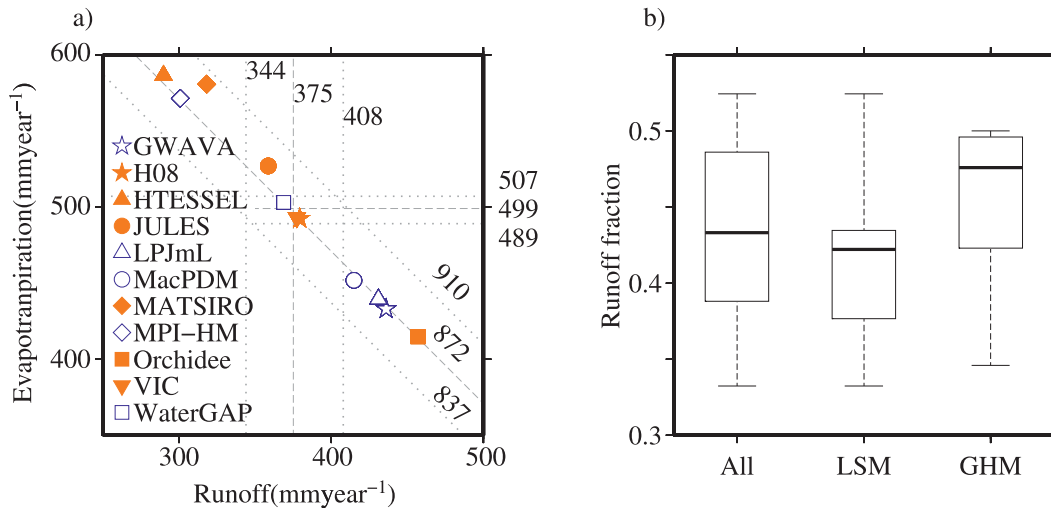 a)
600
500
400
300
400
500
Evapotranpiration(mmyear−1)
Runoff(mmyear−1)
344
375
408
507
499
489
910
872
837
GWAVA
H08
HTESSEL
JULES
LPJmL
MacPDM
MATSIRO
MPI−HM
Orchidee
VIC
WaterGAP
b)
0.5
0.4
0.3
Runoff fraction
All
LSM
GHM